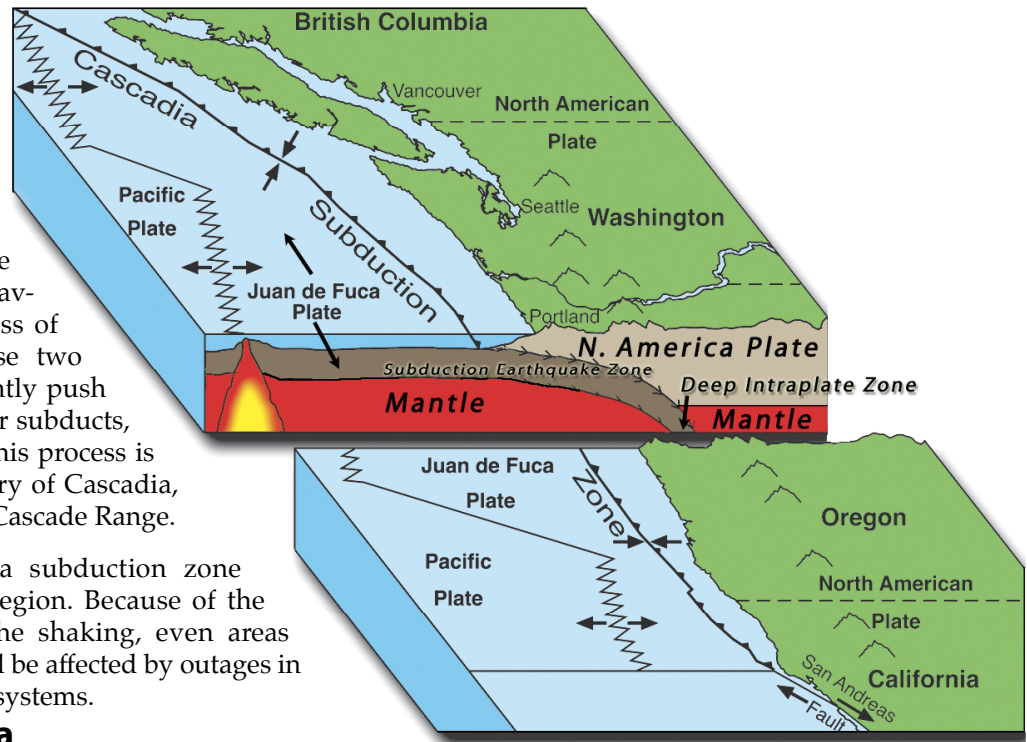 British Columbia
Cascadia
Vancouver
North American
Plate
Pacific
Plate
Subduction
Seattle
Washington
Juan de Fuca
Plate
Portland
N. America Plate
Subduction Earthquake Zone
Deep Intraplate Zone
Mantle
Mantle
e
av-
ss of
se two
ntly push
r subducts,
his process is
ry of Cascadia,
Cascade Range.
a subduction zone
egion. Because of the
he shaking, even areas
l be affected by outages in
systems.
a
Juan de Fuca
Plate
Zone
Oregon
Pacific
Plate
North American
Plate
California
San Andreas
Fault